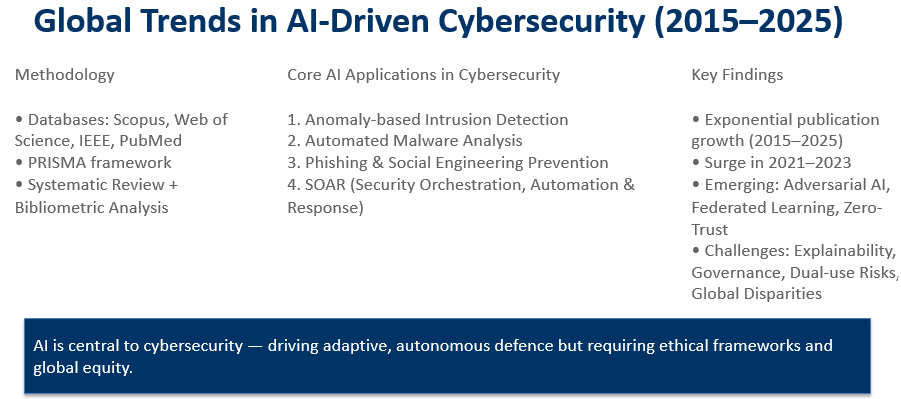 Global Trends in AI-Driven Cybersecurity (2015–2025)
Methodology
• Databases: Scopus, Web of
Science, IEEE, PubMed
• PRISMA framework
• Systematic Review +
Bibliometric Analysis
Core AI Applications in Cybersecurity
1. Anomaly-based Intrusion Detection
2. Automated Malware Analysis
3. Phishing & Social Engineering Prevention
4. SOAR (Security Orchestration, Automation &
Response)
Key Findings
• Exponential publication
growth (2015–2025)
• Surge in 2021–2023
• Emerging: Adversarial AI,
Federated Learning, Zero-
Trust
• Challenges: Explainability,
Governance, Dual-use Risks,
Global Disparities
AI is central to cybersecurity — driving adaptive, autonomous defence but requiring ethical frameworks and
global equity.